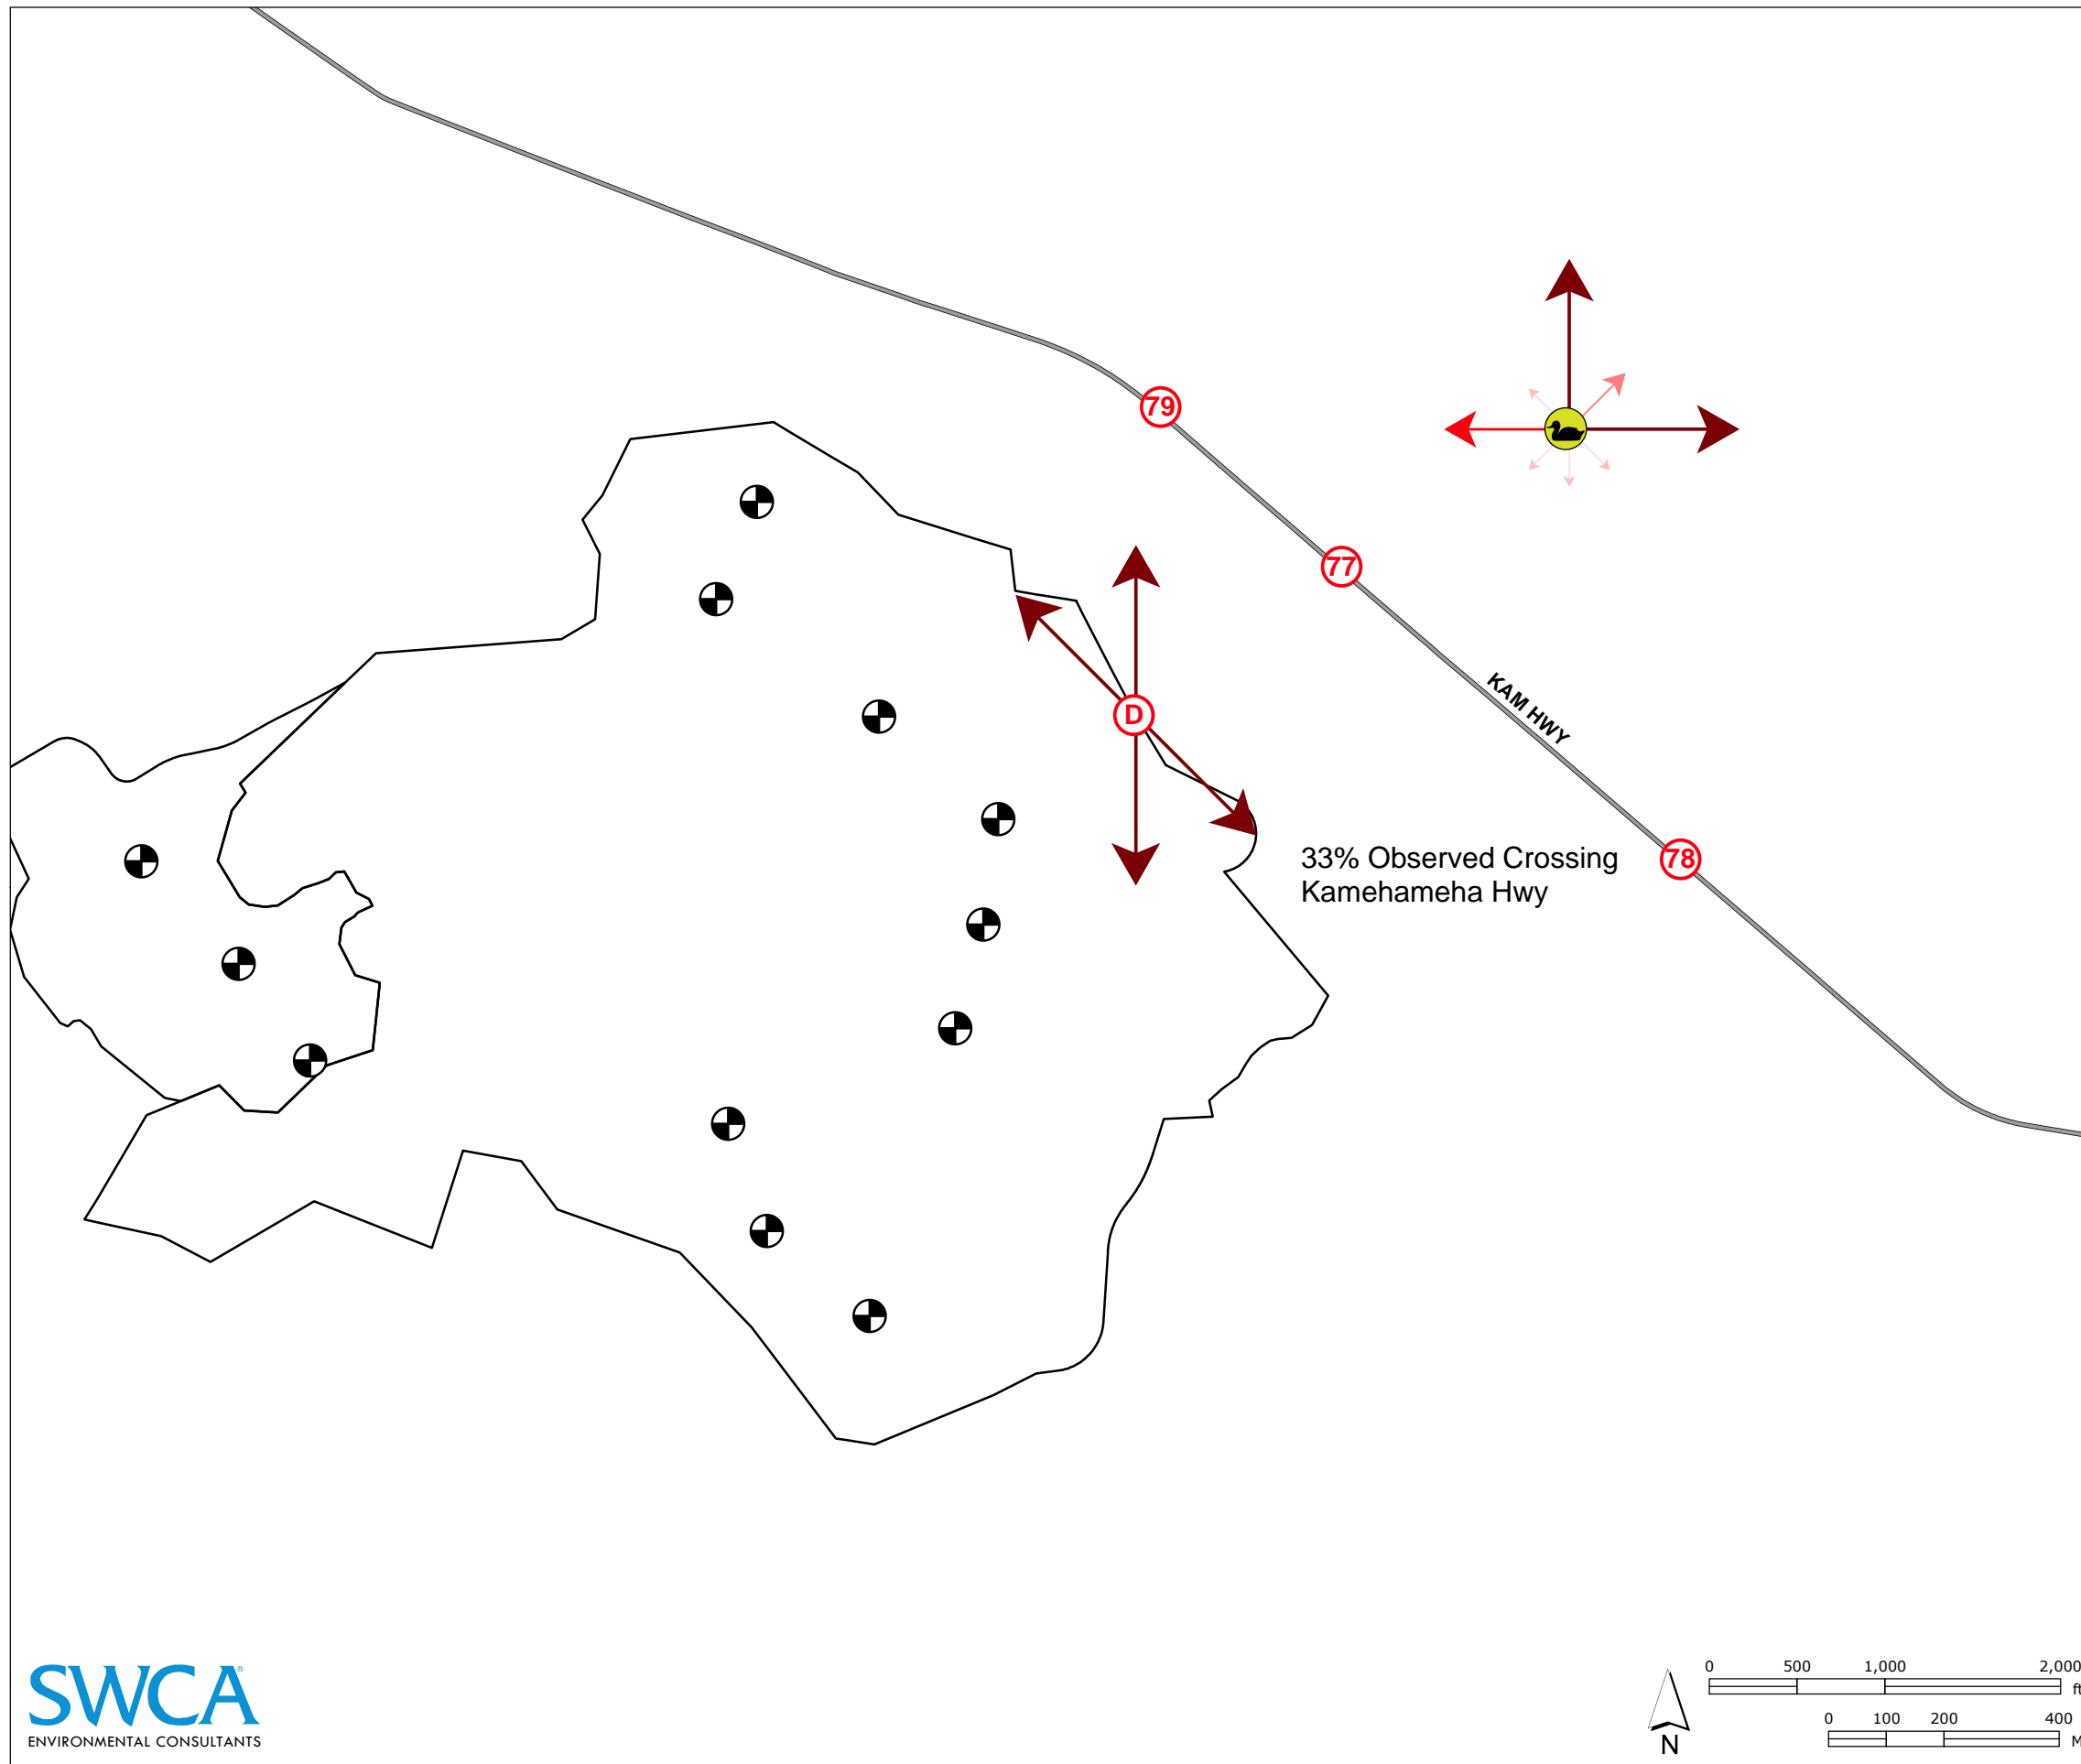 79
77
KAM HWY
D
33% Observed Crossing
Kamehameha Hwy
78
SWCA®
ENVIRONMENTAL CONSULTANTS
N
0 500 1,000 2,000
ft
0 100 200 400
M